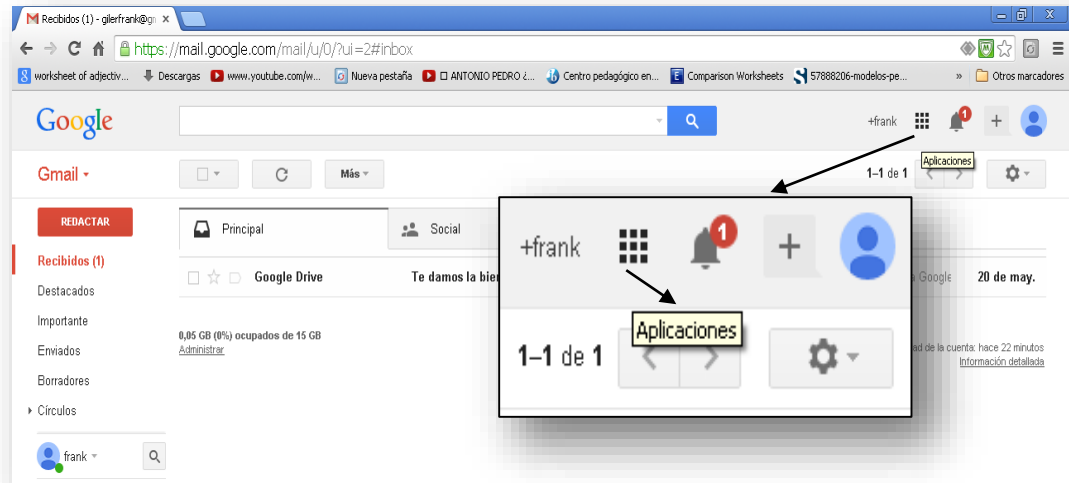 Recibidos (1) - gilerfrank@gm
https://mail.google.com/mail/u/0/?ui=2#inbox
worksheet of adjectiv... Descargas www.youtube.com/w... Nueva pestaña ANTONIO PEDRO ¿... Centro pedagógico en... Comparison Worksheets 57888206-modelos-pe... » Otros marcadores
Google +frank 1 +
Aplicaciones
Gmail Más 1–1 de 1
REDACTAR Principal Social
Recibidos (1)
Google Drive Te damos la bien Google 20 de may.
Destacados
Importante
Enviados
Borradores
Círculos
frank
0,05 GB (0%) ocupados de 15 GB
Administrar
ad de la cuenta: hace 22 minutos
Información detallada
+frank 1 +
Aplicaciones
1–1 de 1